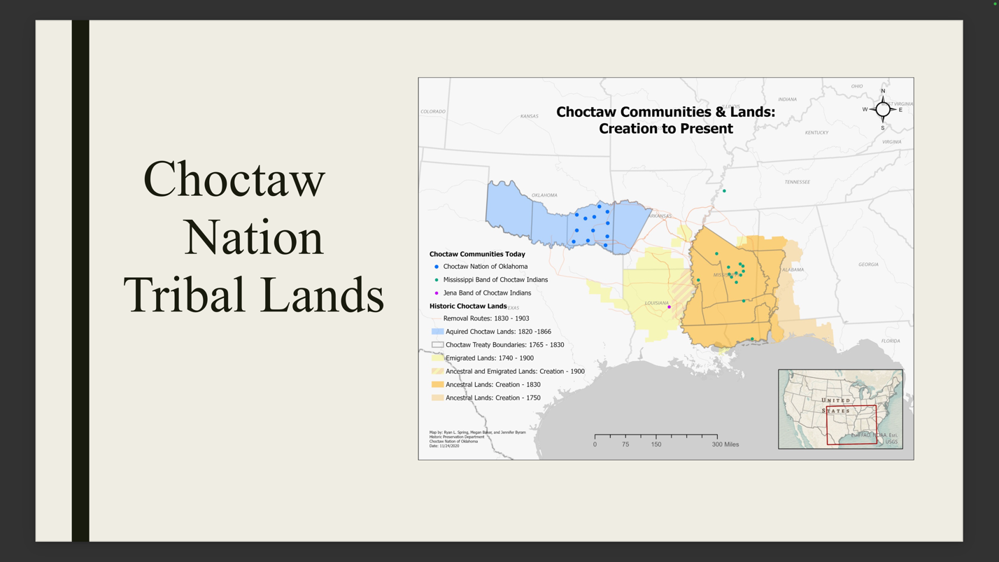 Choctaw
Nation
Tribal Lands
Choctaw Communities & Lands:
Creation to Present
COLORADO
KANSAS
ILLINOIS
INDIANA
OHIO
WEST VIRGINIA
KENTUCKY
VIRGINIA
N
W
E
S
OKLAHOMA
ARKANSAS
TENNESSEE
MISSISSIPPI
ALABAMA
GEORGIA
LOUISIANA
TEXAS
FLORIDA
Choctaw Communities Today
Choctaw Nation of Oklahoma
Mississippi Band of Choctaw Indians
Jena Band of Choctaw Indians
Historic Choctaw Lands
Removal Routes: 1830 - 1903
Aquired Choctaw Lands: 1820 -1866
Choctaw Treaty Boundaries: 1765 - 1830
Emigrated Lands: 1740 - 1900
Ancestral and Emigrated Lands: Creation - 1900
Ancestral Lands: Creation - 1830
Ancestral Lands: Creation - 1750
Map by: Ryan L. Spring, Megan Baker, and Jennifer Byram
Historic Preservation Department
Choctaw Nation of Oklahoma
Date: 11/24/2020
0 75 150 300 Miles
UNITED
STATES
Esri, FAO, NOAA, Esri,
USGS